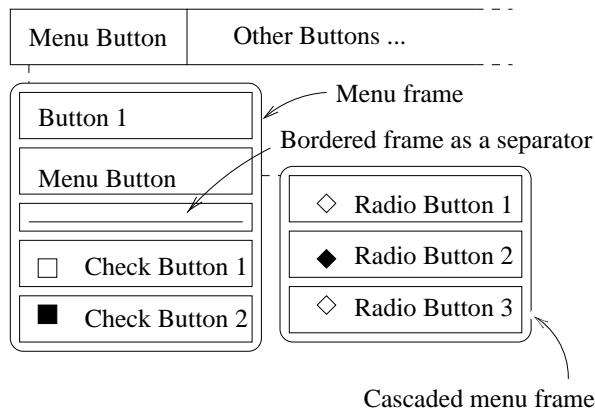 Menu Button
Other Buttons ...
Menu frame
Button 1
Bordered frame as a separator
Menu Button
Radio Button 1
Radio Button 2
Radio Button 3
Check Button 1
Check Button 2
Cascaded menu frame